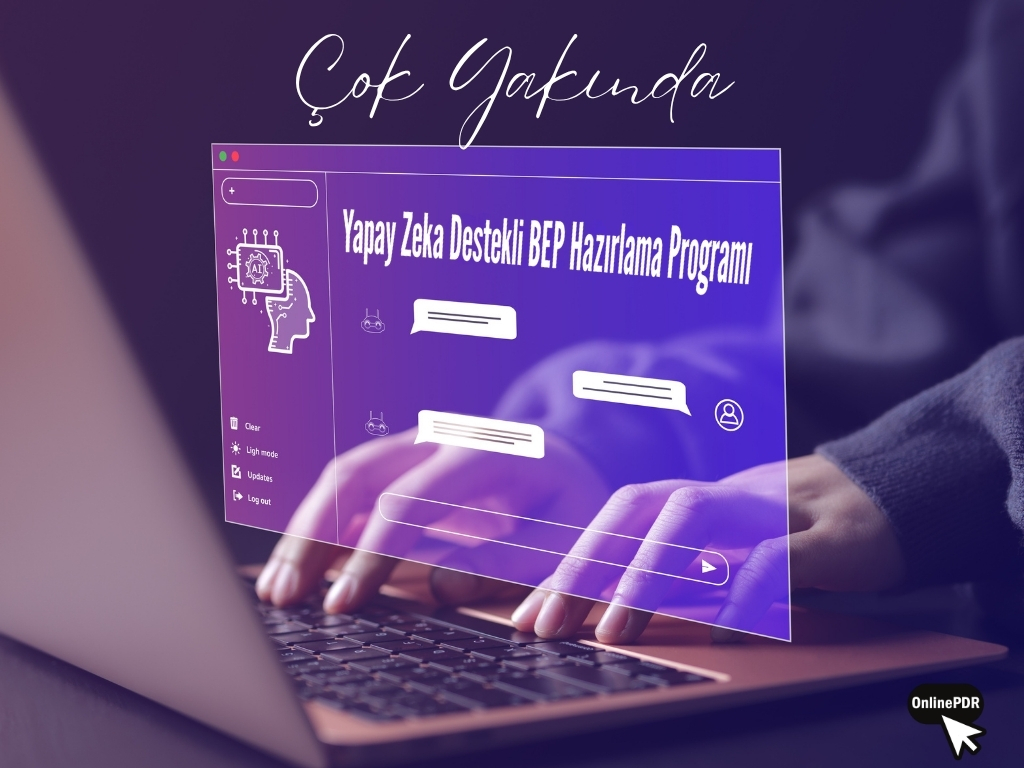 Çok Yakında
+
Yapay Zeka Destekli BEP Hazırlama Programı
AI
Clear
Ligh mode
Updates
Log out
OnlinePDR